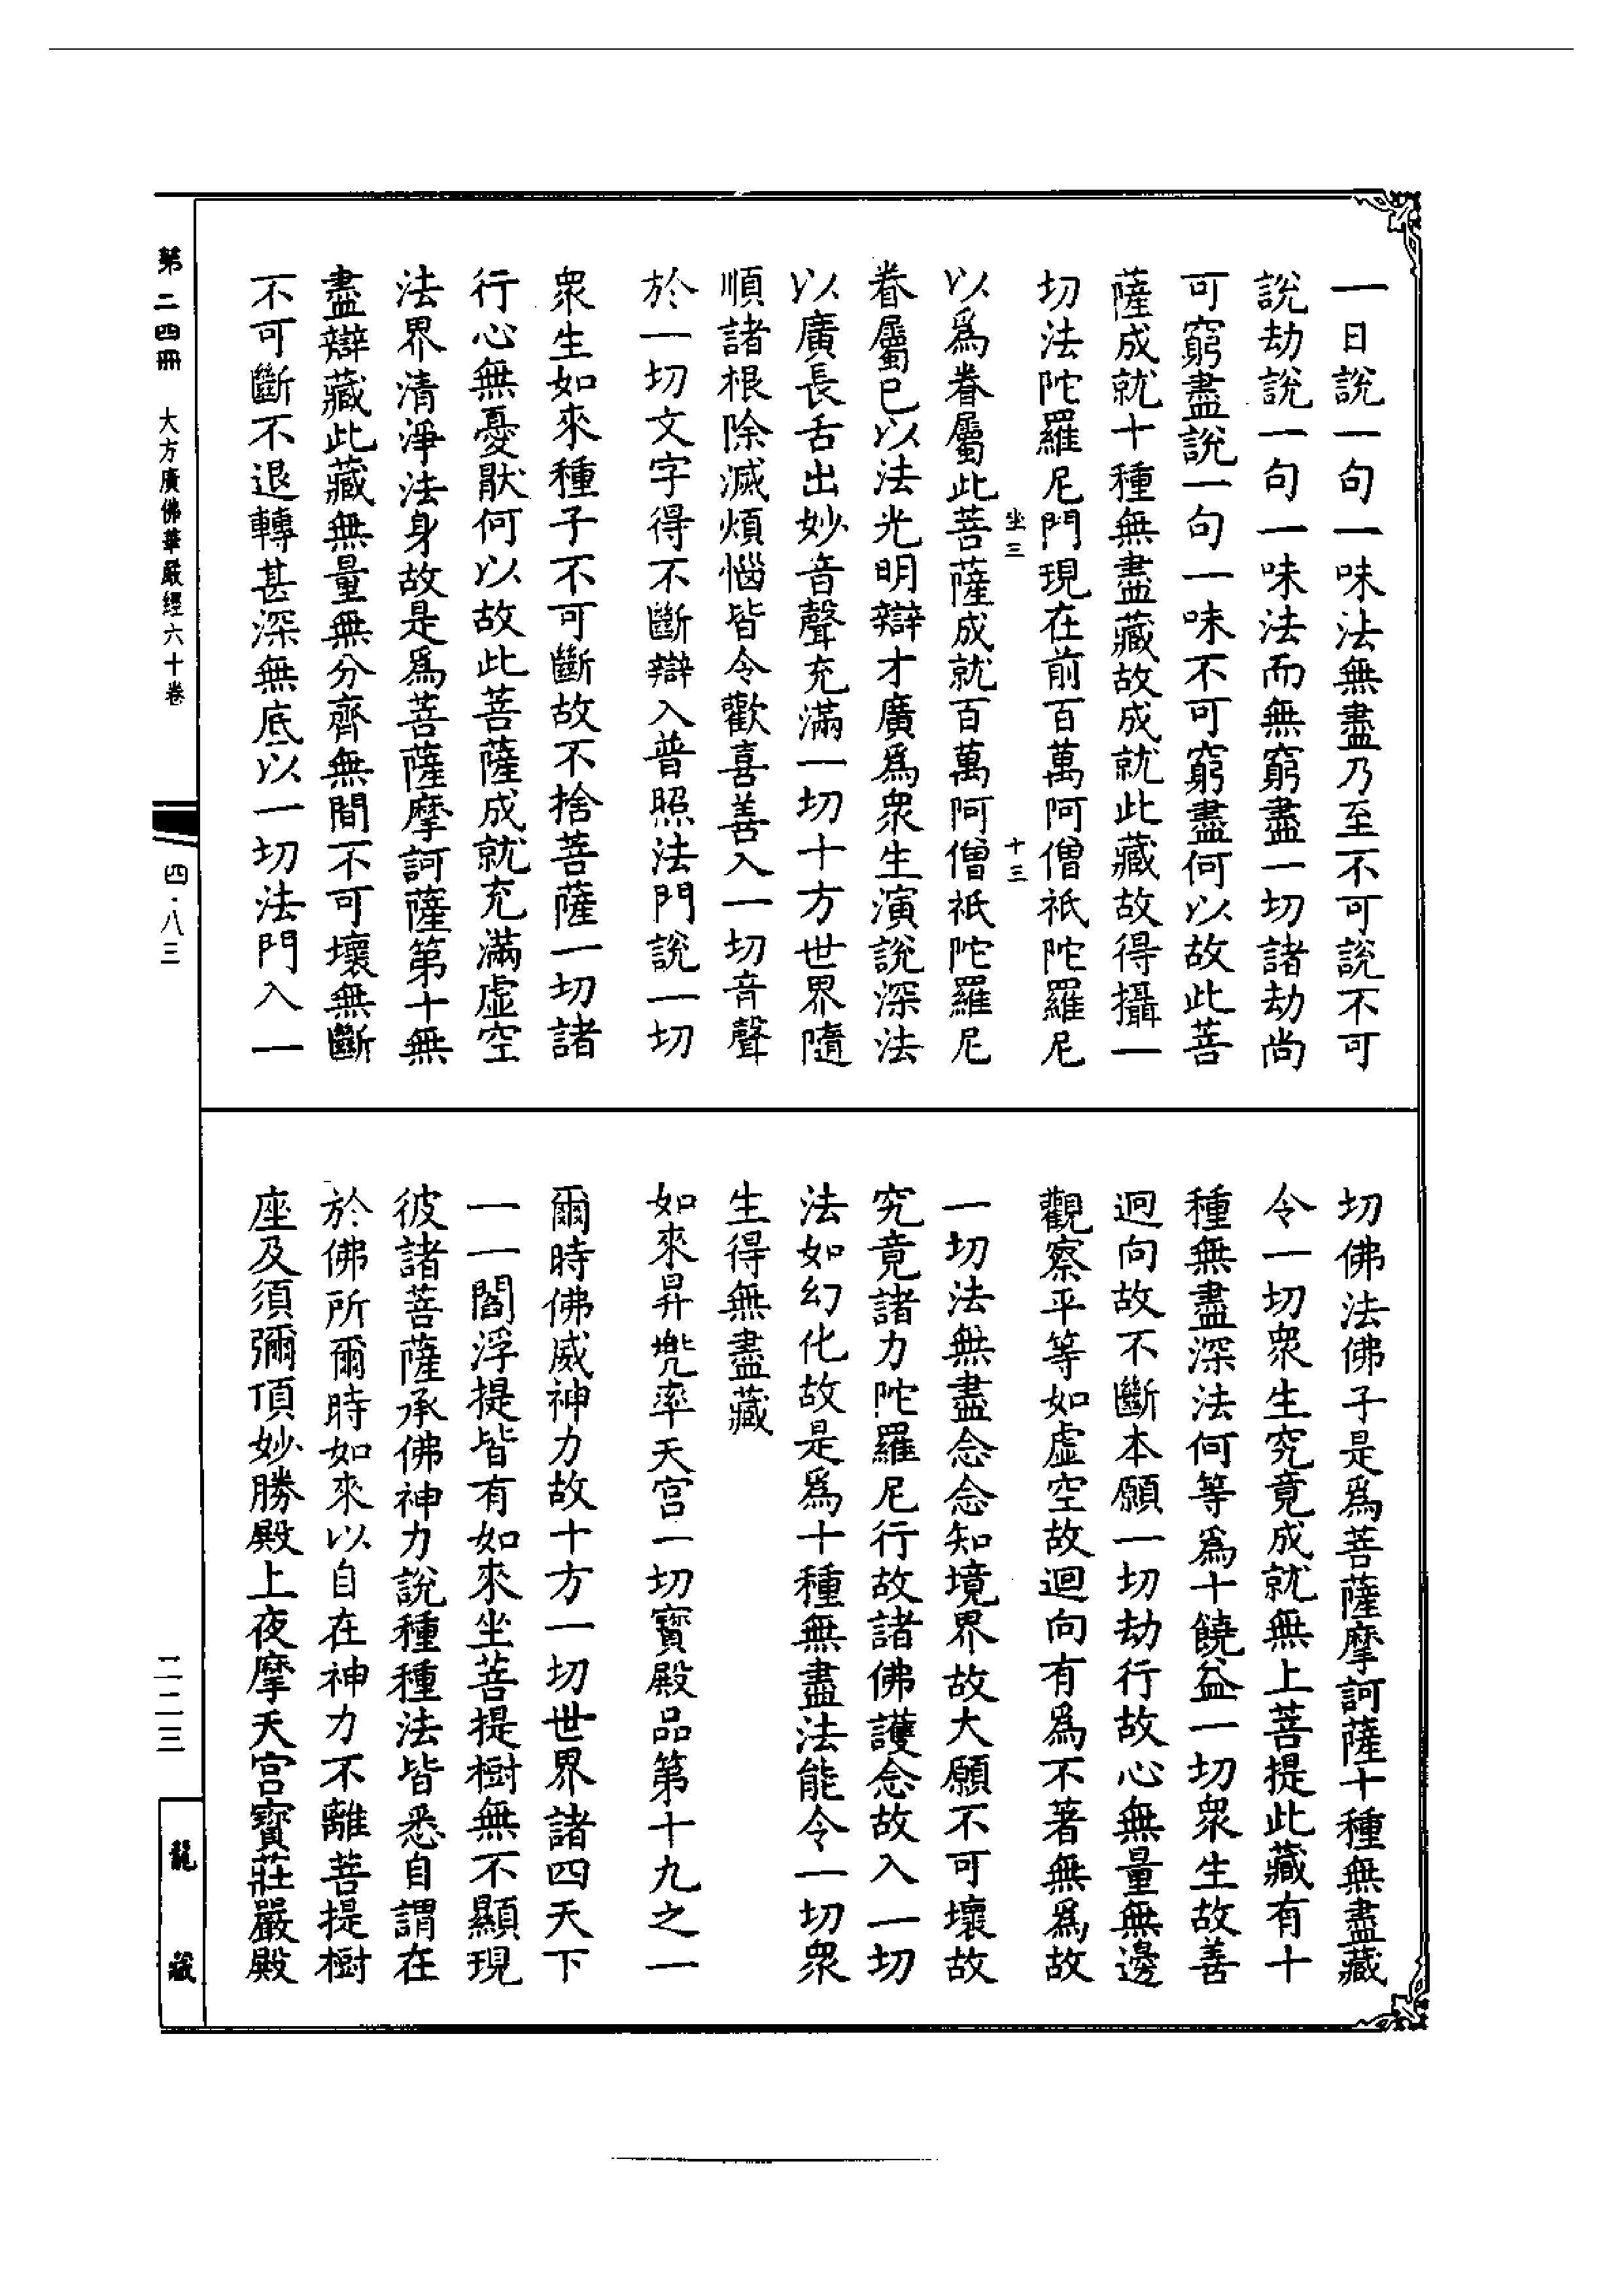 一日說一句一味法無盡乃至不可說不可
說劫說一句一味法而無窮盡一切諸劫尚
可窮盡說一句一味不可窮盡何以故此菩
薩成就十種無盡藏故成就此藏故得攝一
切法陀羅尼門現在前百萬阿僧祇陀羅尼
坐三
十三
以爲眷屬此菩薩成就百萬阿僧祇陀羅尼
眷屬已以法光明辯才廣爲衆生演說深法
以廣長舌出妙音聲充滿一切十方世界隨
順諸根除滅煩惱皆令歡喜善入一切音聲
於一切文字得不斷辯入普照法門說一切
衆生如來種子不可斷故不捨菩薩一切諸
行心無憂厭何以故此菩薩成就充滿虛空
法界清淨法身故是爲菩薩摩訶薩第十無
盡辯藏此藏無量無分齊無間不可壞無斷
不可斷不退轉甚深無底以一切法門入一
切佛法佛子是爲菩薩摩訶薩十種無盡藏
令一切衆生究竟成就無上菩提此藏有十
種無盡深法何等爲十饒益一切衆生故善
迴向故不斷本願一切劫行故心無量無邊
觀察平等如虛空故迴向有爲不著無爲故
一切法無盡念念知境界故大願不可壞故
究竟諸力陀羅尼行故諸佛護念故入一切
法如幻化故是爲十種無盡法能令一切衆
生得無盡藏
如來昇兠率天宮一切寶殿品第十九之一
爾時佛威神力故十方一切世界諸四天下
一一閻浮提皆有如來坐菩提樹無不顯現
彼諸菩薩承佛神力說種種法皆悉自謂在
於佛所爾時如來以自在神力不離菩提樹
座及須彌頂妙勝殿上夜摩天宮寶莊嚴殿
第二四冊 大方廣佛華嚴經六十卷
四·八三
二二三
龍藏